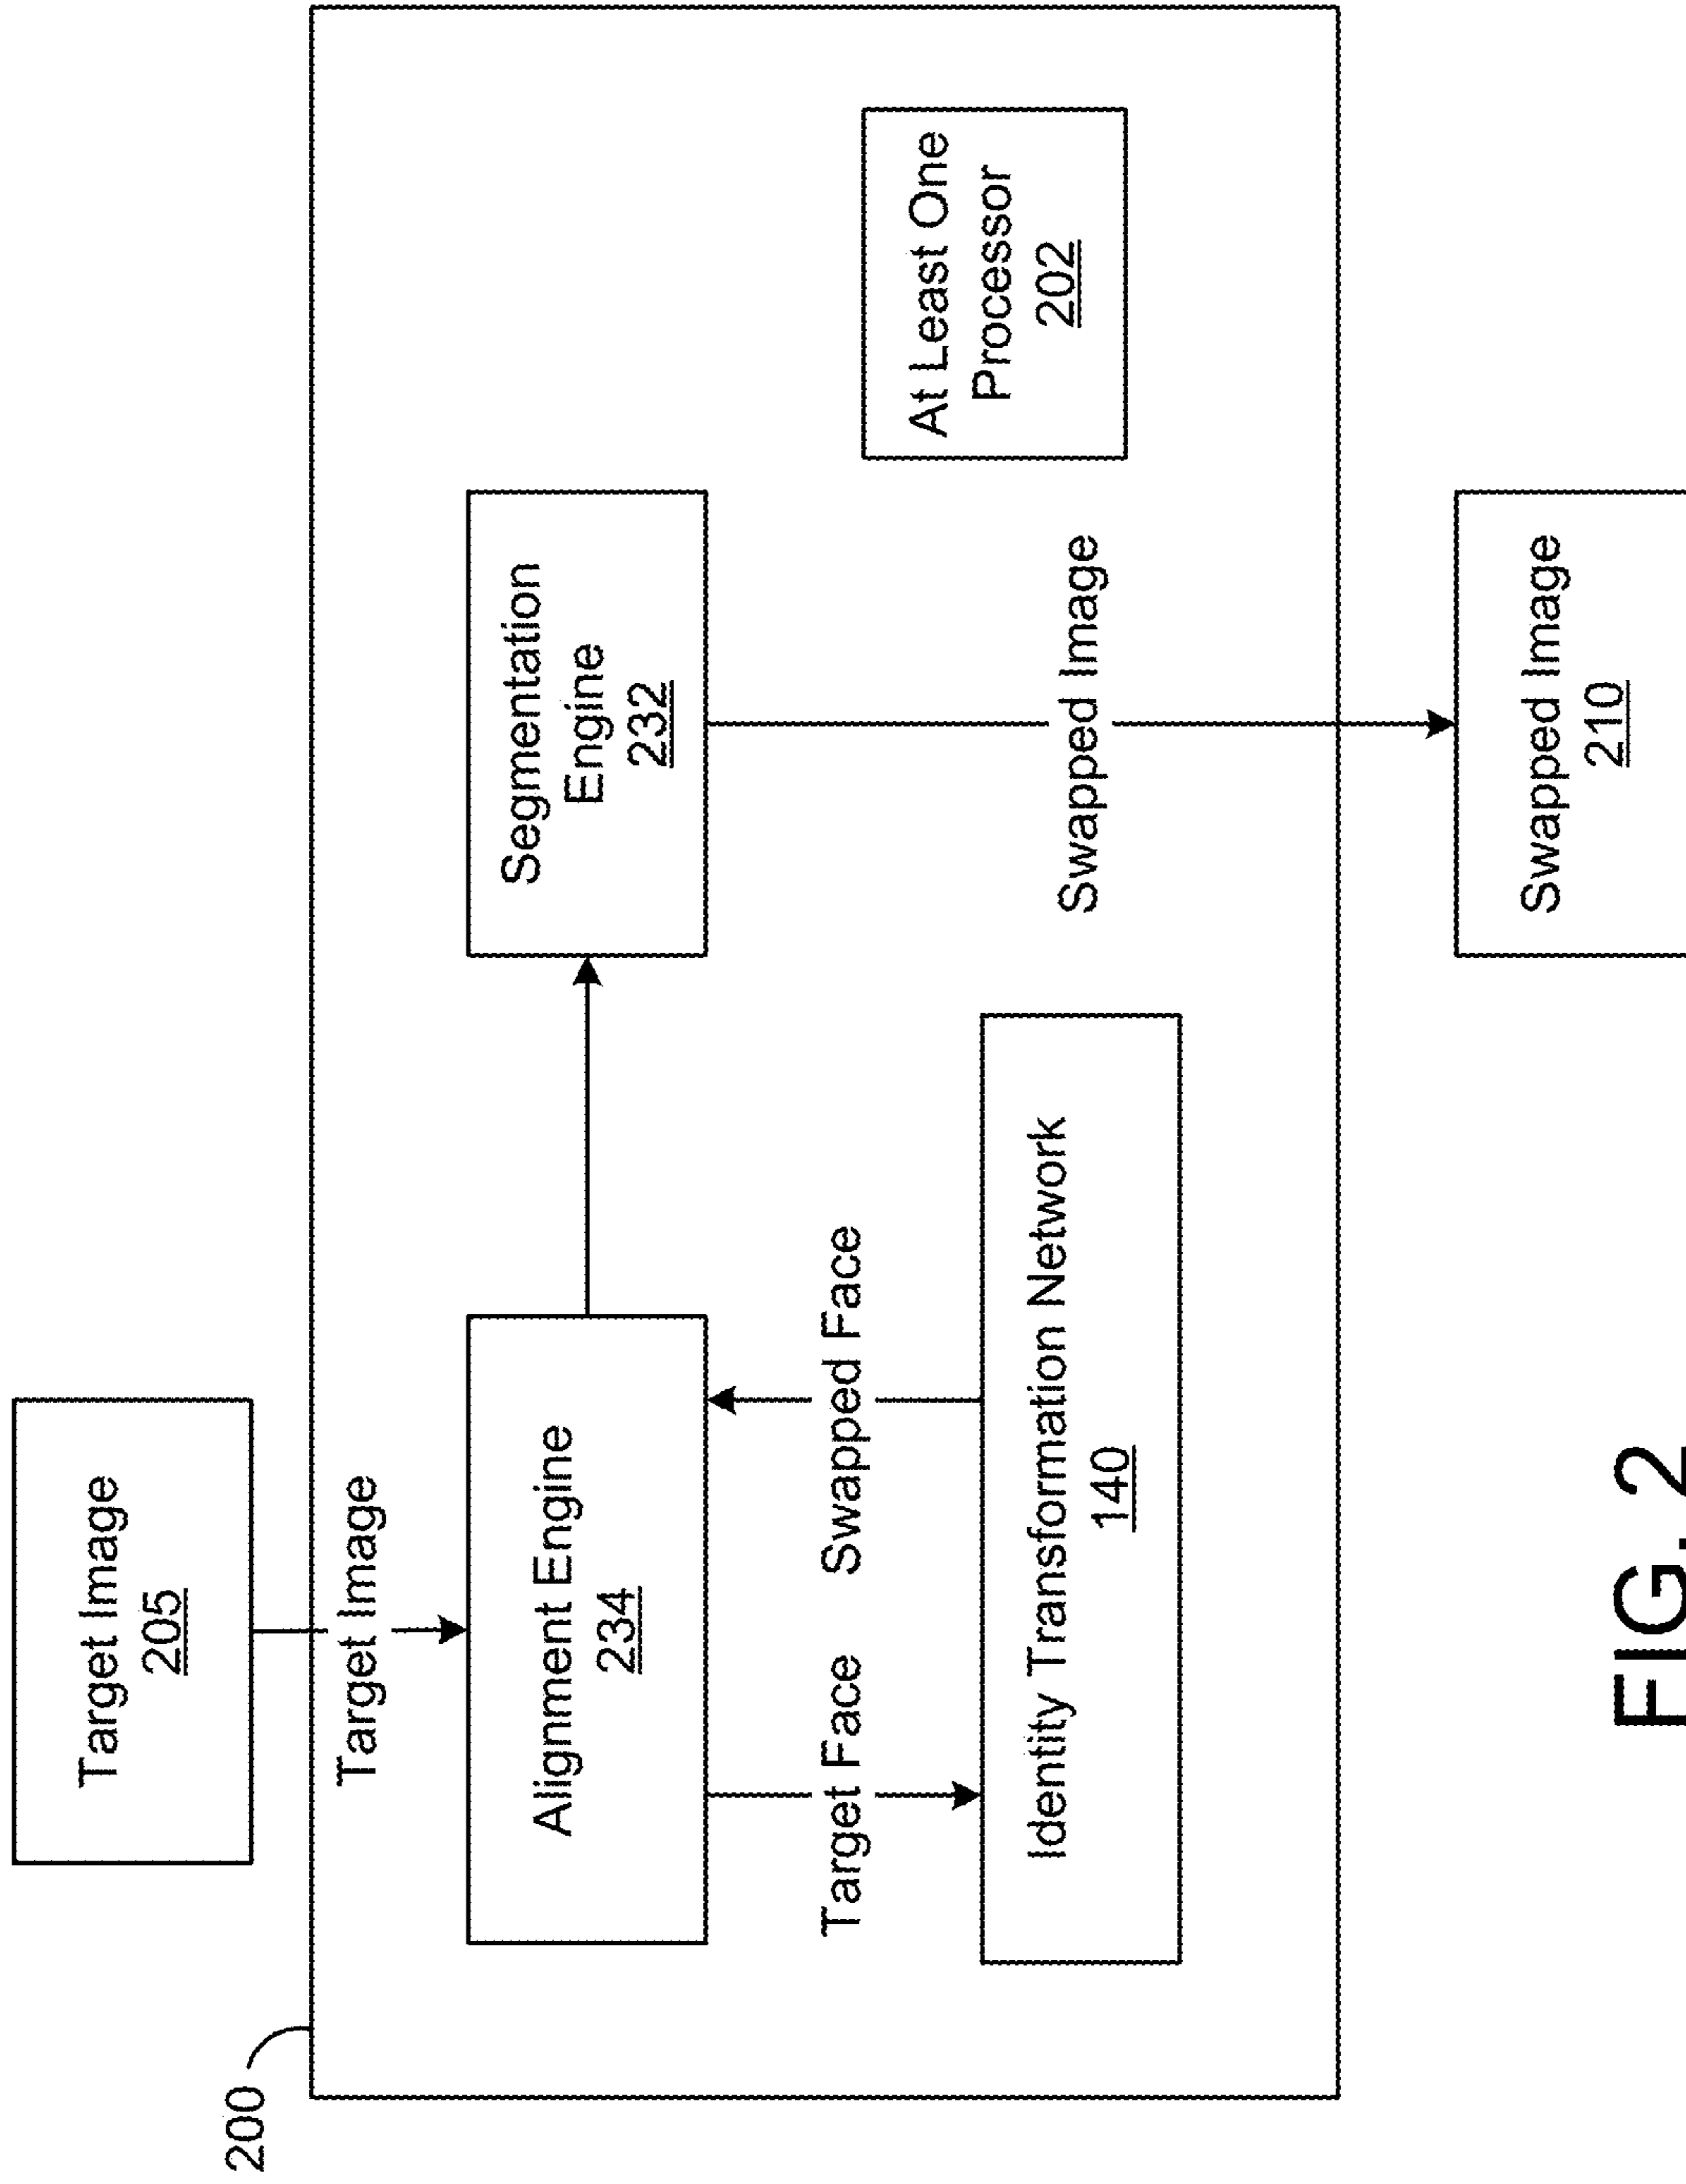 Target Image
205
200
Target Image
Alignment Engine
234
Segmentation
Engine
232
Target Face
Swapped Face
Identity Transformation Network
140
At Least One
Processor
202
Swapped Image
Swapped Image
210
FIG. 2